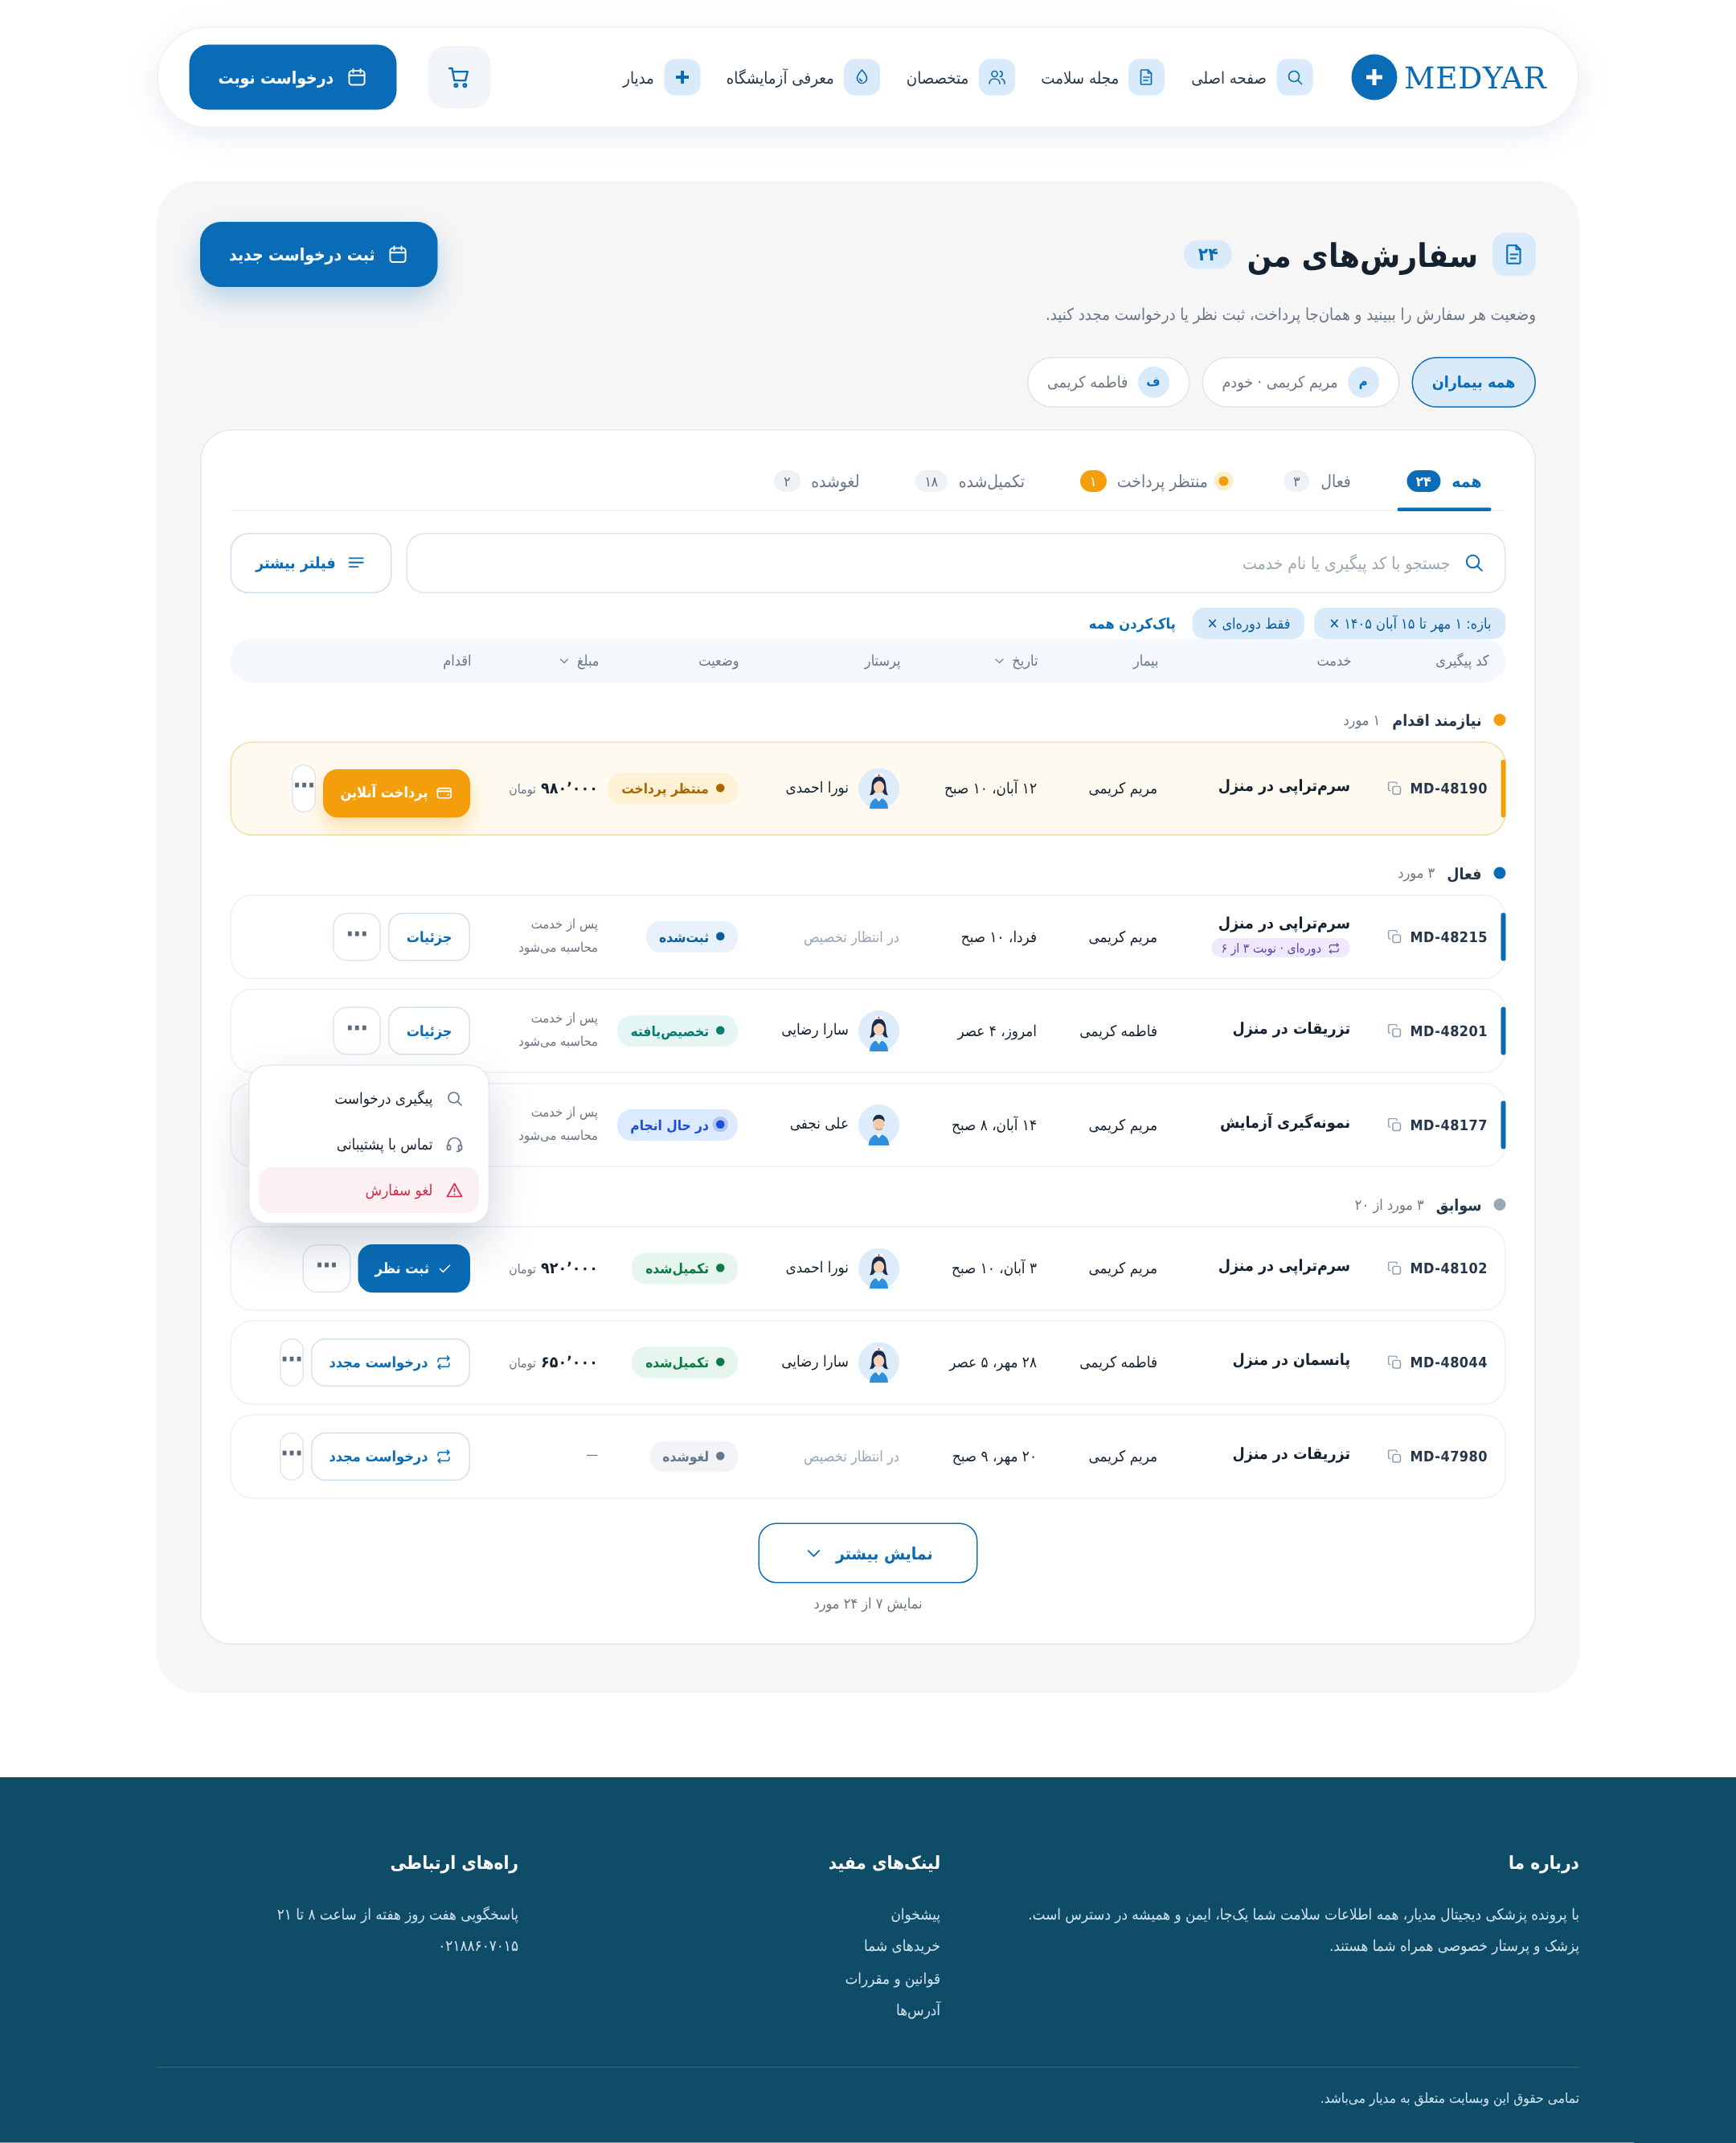 MEDYAR
صفحه اصلی
مجله سلامت
متخصصان
معرفی آزمایشگاه
مدیار
درخواست نوبت
سفارش‌های من
۲۴
ثبت درخواست جدید
وضعیت هر سفارش را ببینید و همان‌جا پرداخت، ثبت نظر یا درخواست مجدد کنید.
همه بیماران
م
مریم کریمی · خودم
ف
فاطمه کریمی
همه ۲۴
فعال ۳
منتظر پرداخت ۱
تکمیل‌شده ۱۸
لغوشده ۲
جستجو با کد پیگیری یا نام خدمت
فیلتر بیشتر
بازه: ۱ مهر تا ۱۵ آبان ۱۴۰۵ ×
فقط دوره‌ای ×
پاک‌کردن همه
کد پیگیری
خدمت
بیمار
تاریخ
پرستار
وضعیت
مبلغ
اقدام
نیازمند اقدام ۱ مورد
MD-48190
سرم‌تراپی در منزل
مریم کریمی
۱۲ آبان، ۱۰ صبح
نورا احمدی
منتظر پرداخت
۹۸۰٬۰۰۰ تومان
پرداخت آنلاین
فعال ۳ مورد
MD-48215
سرم‌تراپی در منزل
دوره‌ای · نوبت ۳ از ۶
مریم کریمی
فردا، ۱۰ صبح
در انتظار تخصیص
ثبت‌شده
پس از خدمت
محاسبه می‌شود
جزئیات
MD-48201
تزریقات در منزل
فاطمه کریمی
امروز، ۴ عصر
سارا رضایی
تخصیص‌یافته
پس از خدمت
محاسبه می‌شود
جزئیات
MD-48177
نمونه‌گیری آزمایش
مریم کریمی
۱۴ آبان، ۸ صبح
علی نجفی
در حال انجام
پس از خدمت
محاسبه می‌شود
پیگیری درخواست
تماس با پشتیبانی
لغو سفارش
سوابق ۳ مورد از ۲۰
MD-48102
سرم‌تراپی در منزل
مریم کریمی
۳ آبان، ۱۰ صبح
نورا احمدی
تکمیل‌شده
۹۲۰٬۰۰۰ تومان
ثبت نظر
MD-48044
پانسمان در منزل
فاطمه کریمی
۲۸ مهر، ۵ عصر
سارا رضایی
تکمیل‌شده
۶۵۰٬۰۰۰ تومان
درخواست مجدد
MD-47980
تزریقات در منزل
مریم کریمی
۲۰ مهر، ۹ صبح
در انتظار تخصیص
لغوشده
—
درخواست مجدد
نمایش بیشتر
نمایش ۷ از ۲۴ مورد
درباره ما
با پرونده پزشکی دیجیتال مدیار، همه اطلاعات سلامت شما یک‌جا، ایمن و همیشه در دسترس است.
پزشک و پرستار خصوصی همراه شما هستند.
لینک‌های مفید
پیشخوان
خریدهای شما
قوانین و مقررات
آدرس‌ها
راه‌های ارتباطی
پاسخگویی هفت روز هفته از ساعت ۸ تا ۲۱
۰۲۱۸۸۶۰۷۰۱۵
تمامی حقوق این وبسایت متعلق به مدیار می‌باشد.